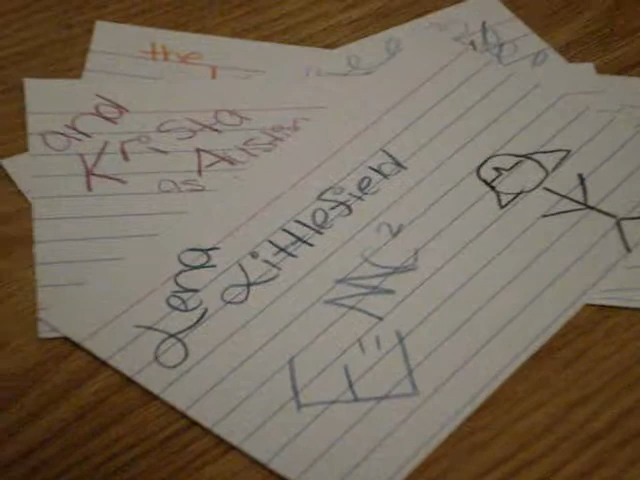 the
and
Krista
as Austin
Lena
Littlefield
E=MC²